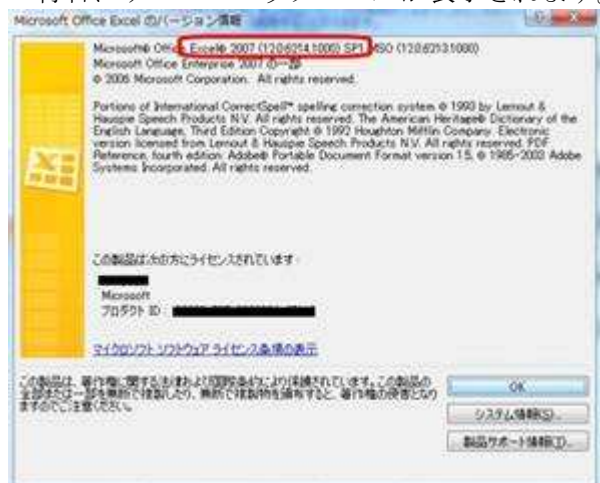 Microsoft Office Excel のバージョン情報
Microsoft® Office Excel® 2007 (12.0.6214.1000) SP1 MSO (12.0.6213.1000)
Microsoft Office Enterprise 2007 の一部
© 2006 Microsoft Corporation. All rights reserved.
Portions of International CorrectSpell™ spelling correction system © 1993 by Lernout &
Hauspie Speech Products N.V. All rights reserved. The American Heritage® Dictionary of the
English Language, Third Edition Copyright © 1992 Houghton Mifflin Company. Electronic
version licensed from Lernout & Hauspie Speech Products N.V. All rights reserved. PDF
Reference, fourth edition: Adobe® Portable Document Format version 1.5, © 1985-2003 Adobe
Systems Incorporated. All rights reserved.
この製品は次の方にライセンスされています:
Microsoft
プロダクト ID:
マイクロソフト ソフトウェア ライセンス条項の表示
この製品は、著作権に関する法律および国際条約により保護されています。この製品の
全部または一部を無断で複製したり、無断で複製物を頒布すると、著作権の侵害となり
ますのでご注意ください。
OK
システム情報(S)...
製品サポート情報(T)...